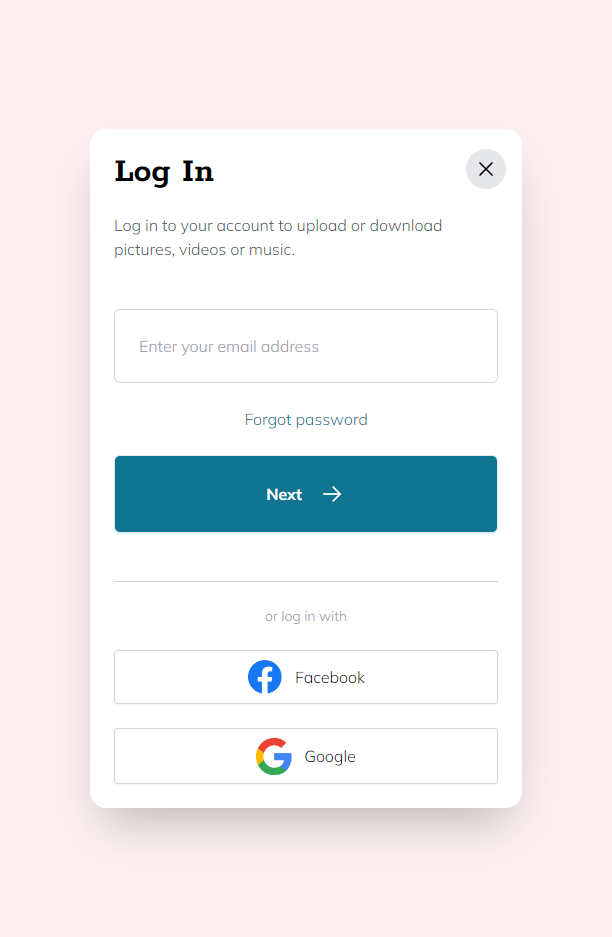 Log In
Log in to your account to upload or download
pictures, videos or music.
Enter your email address
Forgot password
Next
or log in with
Facebook
Google